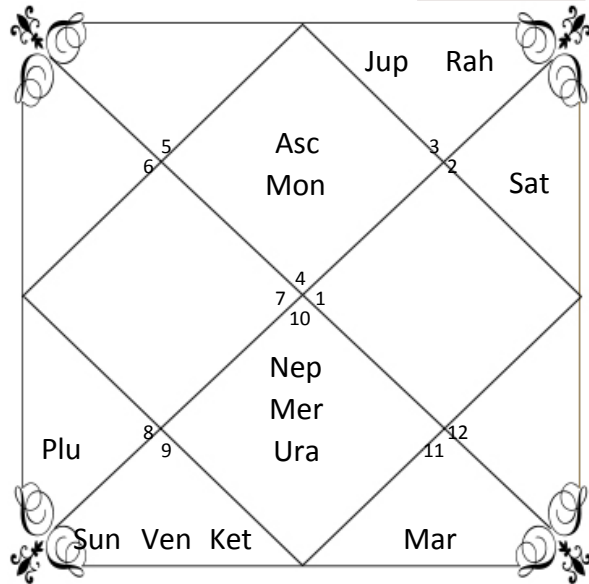 Jup Rah
Asc
Mon
5
6
3
2
Sat
4
7 1
10
Nep
Mer
Ura
8
9
12
11
Plu
Sun Ven Ket
Mar